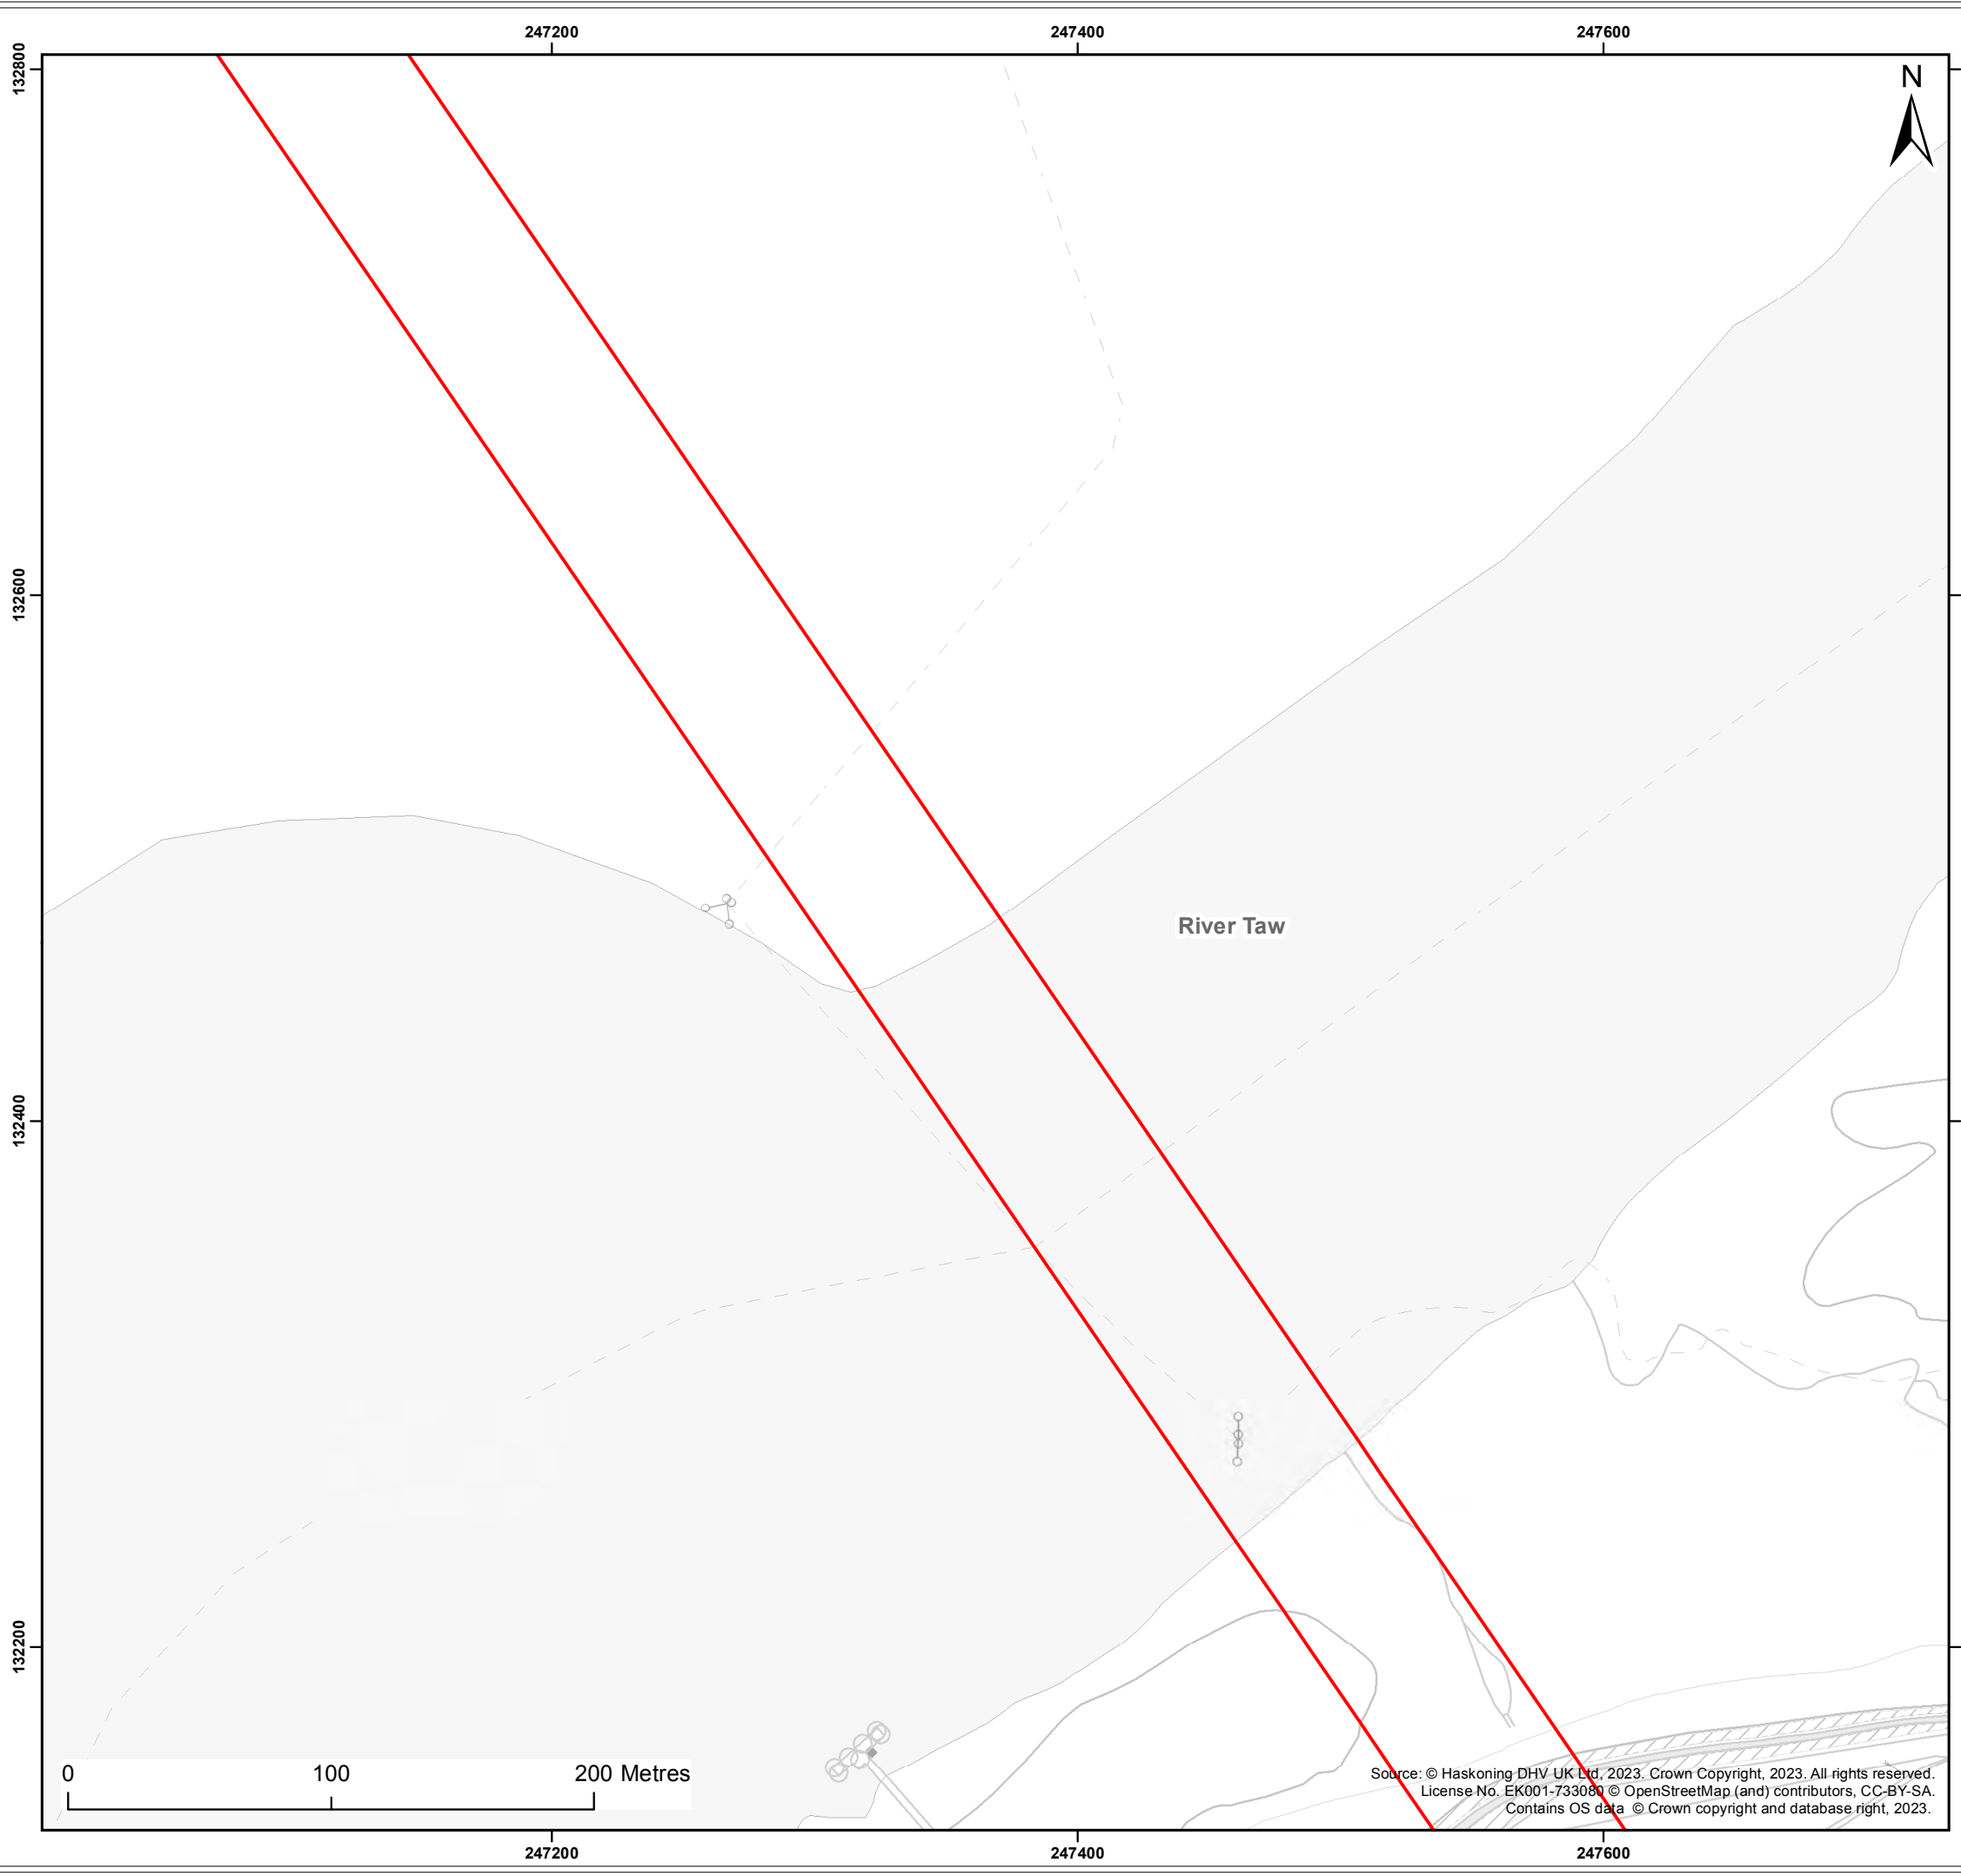 247200 247400 247600
132800
N
132600
River Taw
132400
132200
0 100 200 Metres
Source: © Haskoning DHV UK Ltd, 2023. Crown Copyright, 2023. All rights reserved.
License No. EK001-733080 © OpenStreetMap (and) contributors, CC-BY-SA.
Contains OS data © Crown copyright and database right, 2023.
247200 247400 247600